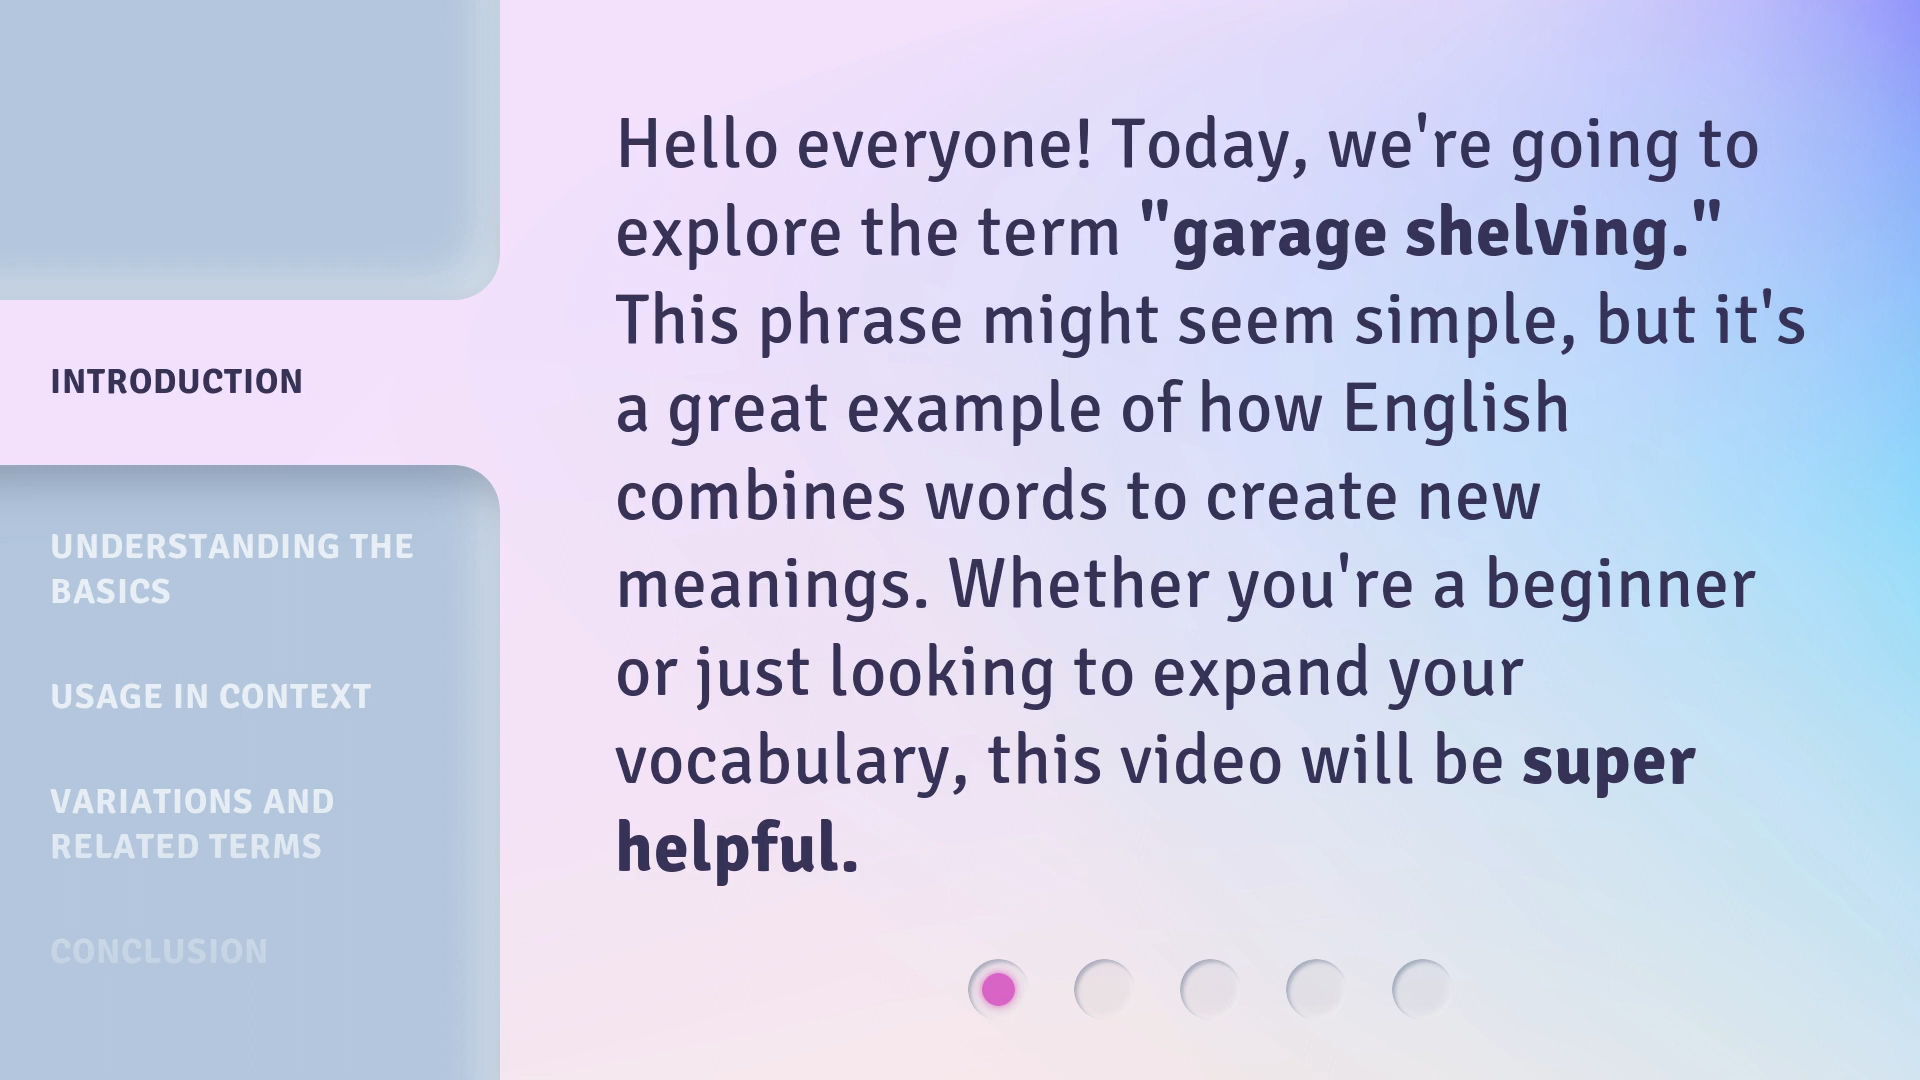 INTRODUCTION
UNDERSTANDING THE
BASICS
USAGE IN CONTEXT
VARIATIONS AND
RELATED TERMS
CONCLUSION
Hello everyone! Today, we're going to
explore the term "garage shelving."
This phrase might seem simple, but it's
a great example of how English
combines words to create new
meanings. Whether you're a beginner
or just looking to expand your
vocabulary, this video will be super
helpful.